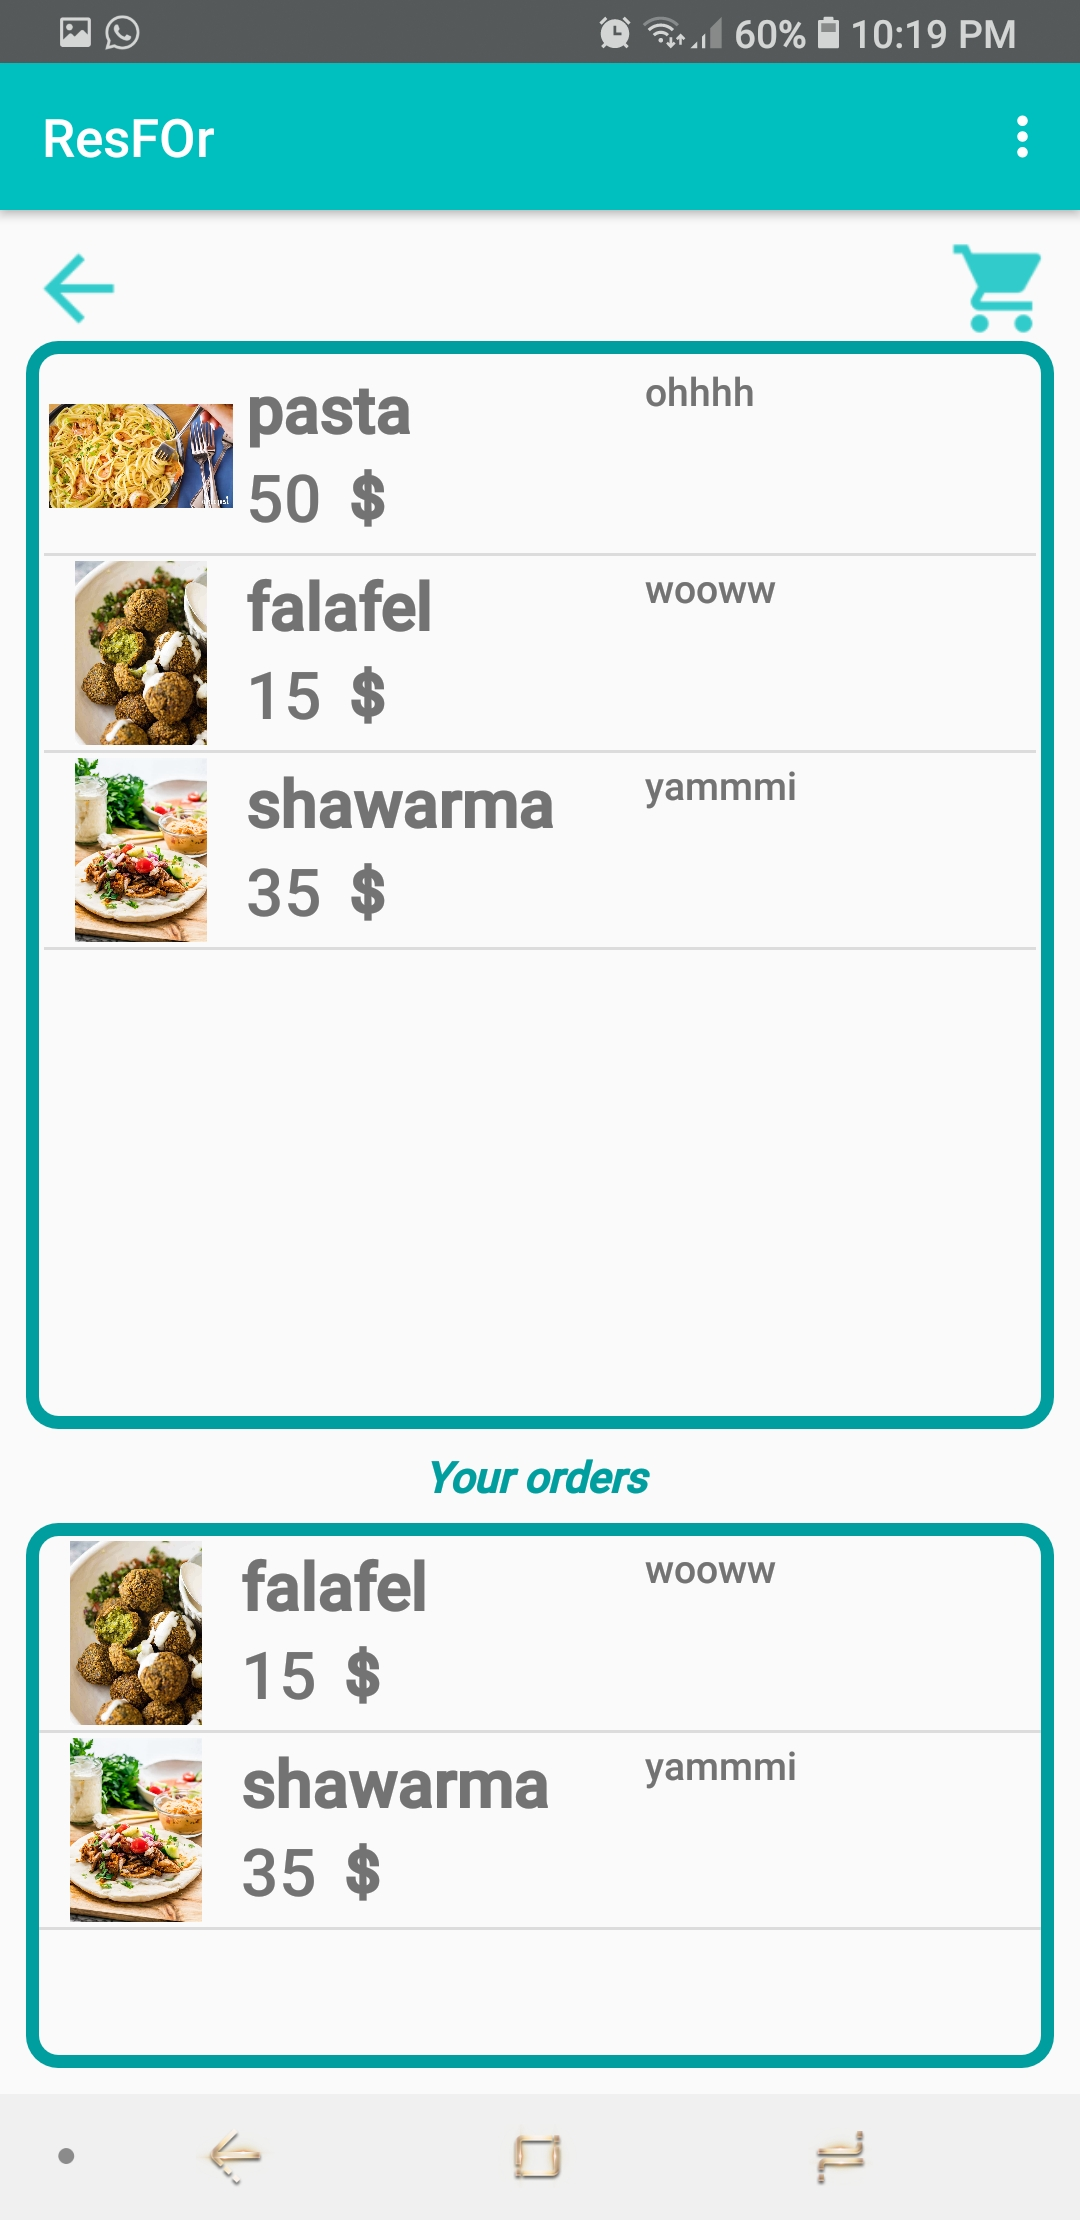 60% 10:19 PM
ResFOr
pasta
ohhhh
50 $
falafel
wooww
15 $
shawarma
yammmi
35 $
Your orders
falafel
wooww
15 $
shawarma
yammmi
35 $